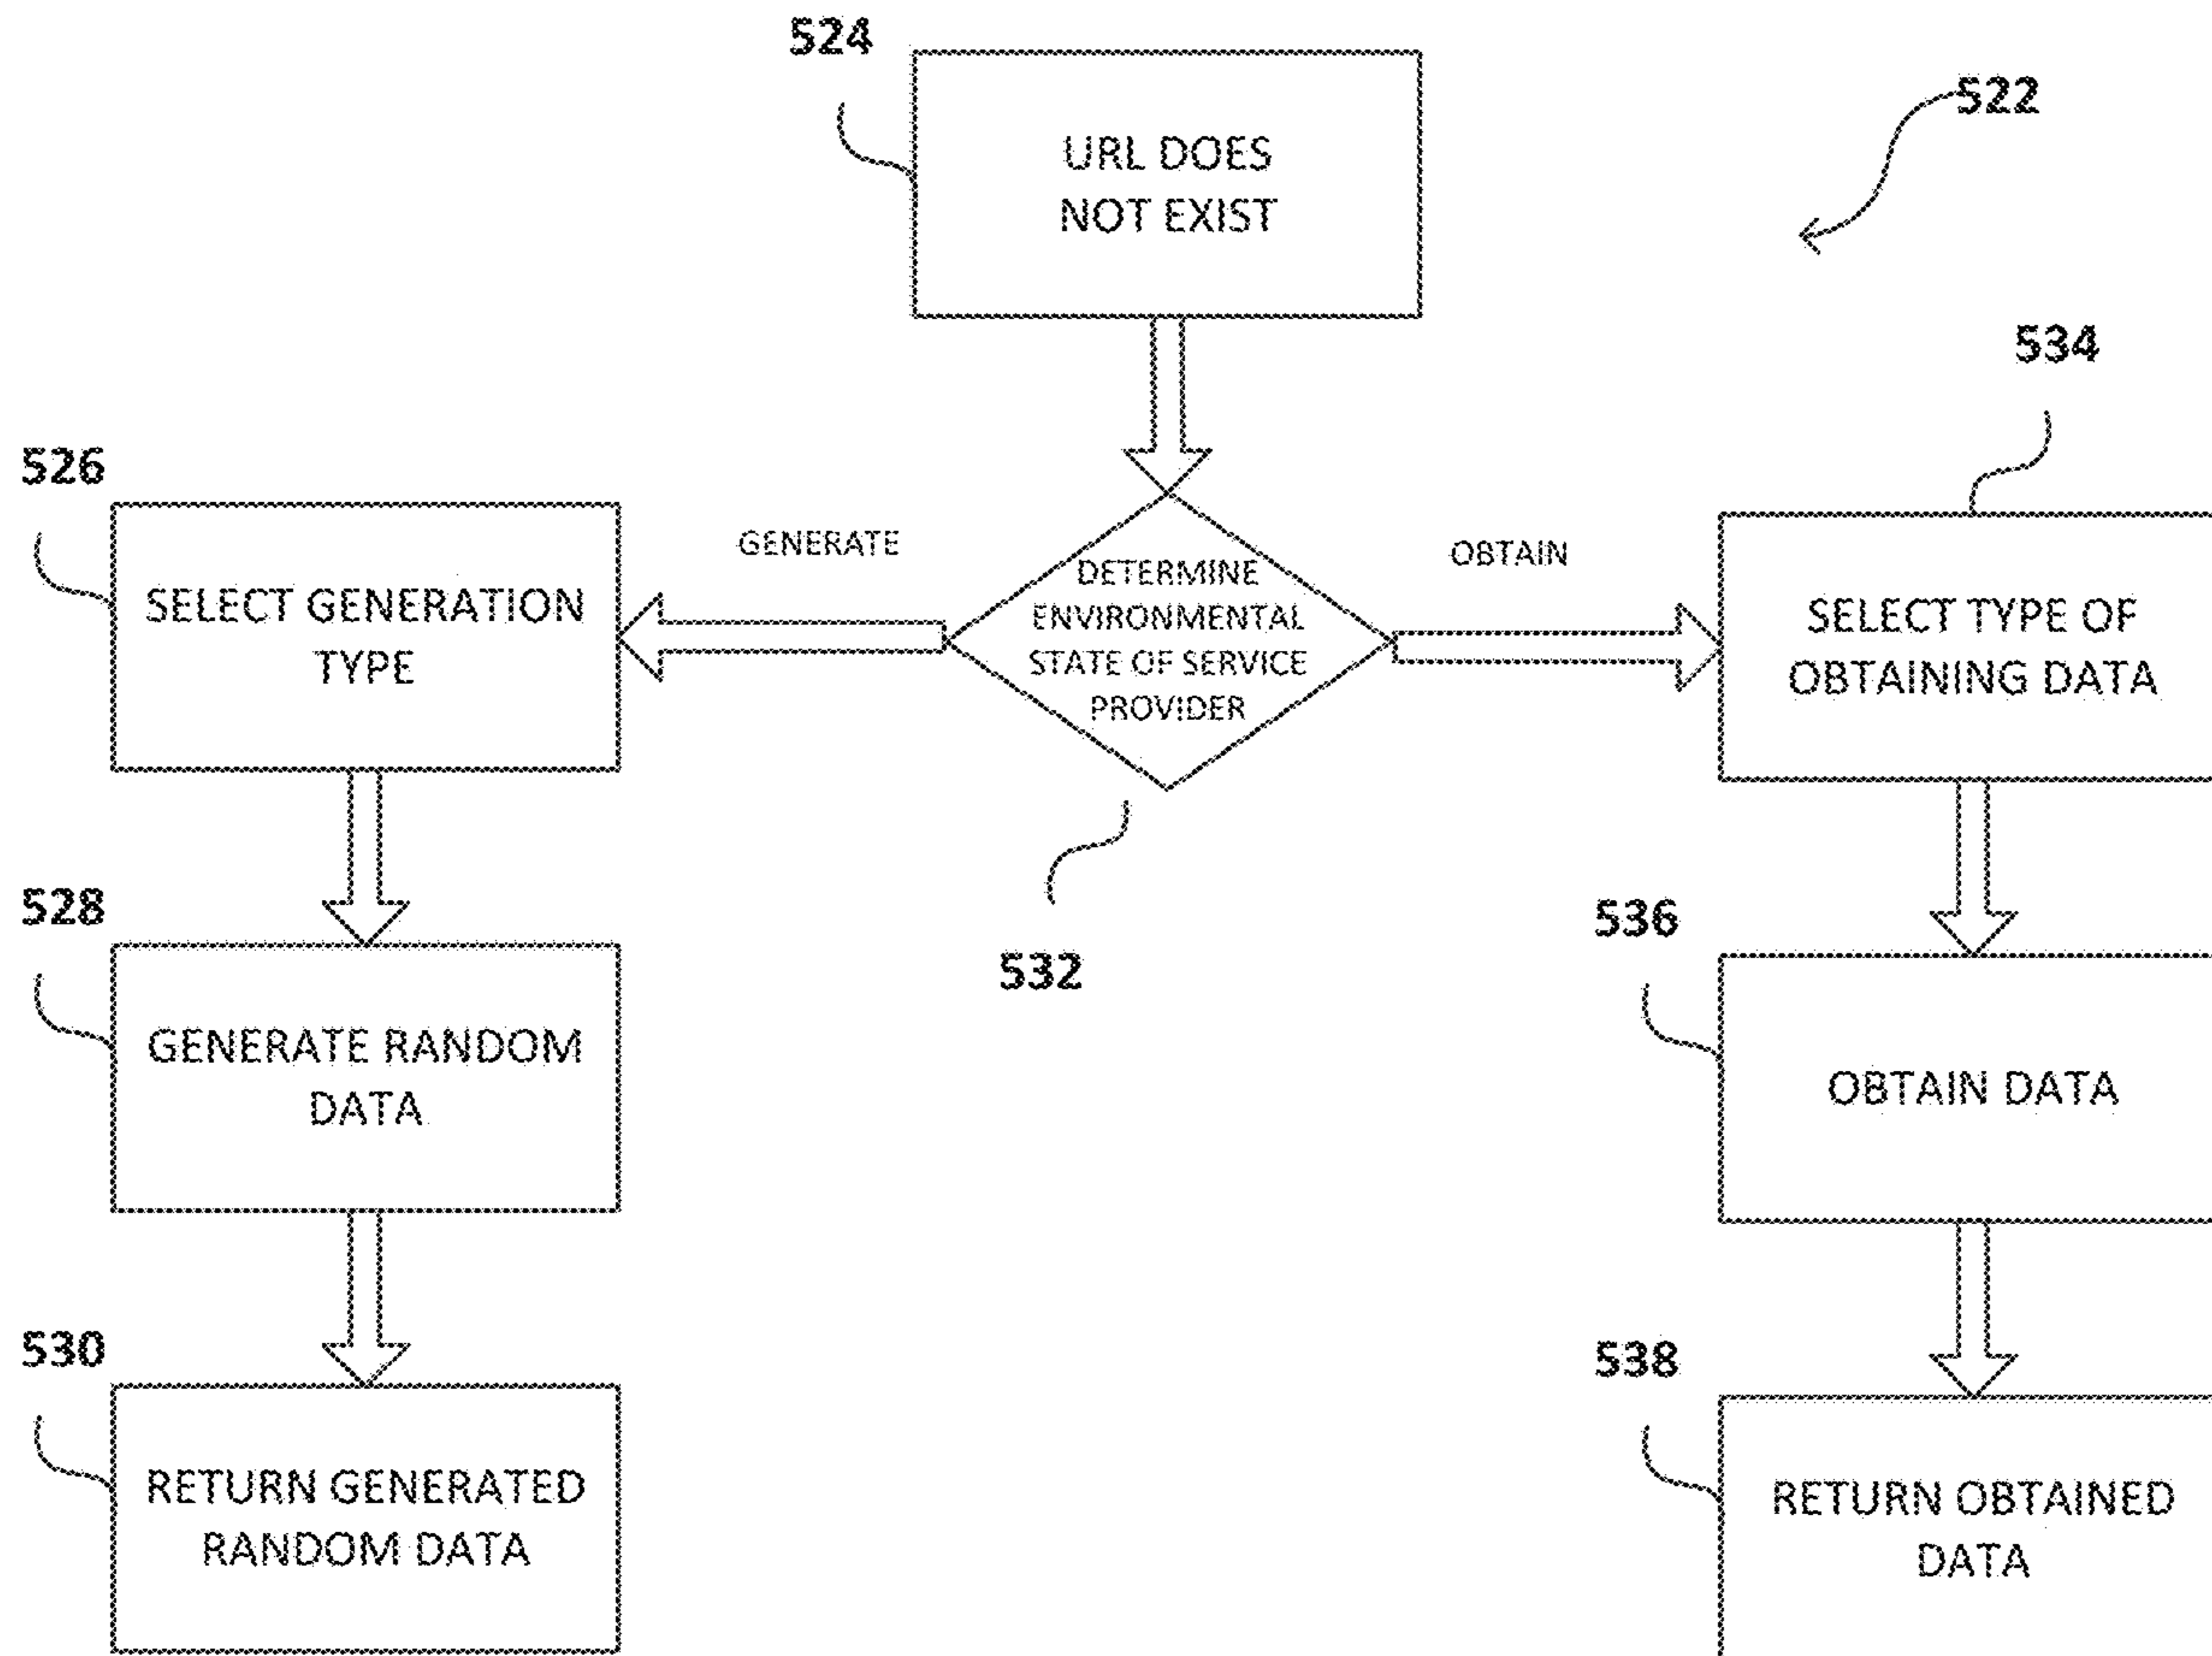 524
URL DOES
NOT EXIST
522
534
526
GENERATE
OBTAIN
SELECT GENERATION
TYPE
DETERMINE
ENVIRONMENTAL
STATE OF SERVICE
PROVIDER
SELECT TYPE OF
OBTAINING DATA
528
GENERATE RANDOM
DATA
532
536
OBTAIN DATA
530
RETURN GENERATED
RANDOM DATA
538
RETURN OBTAINED
DATA